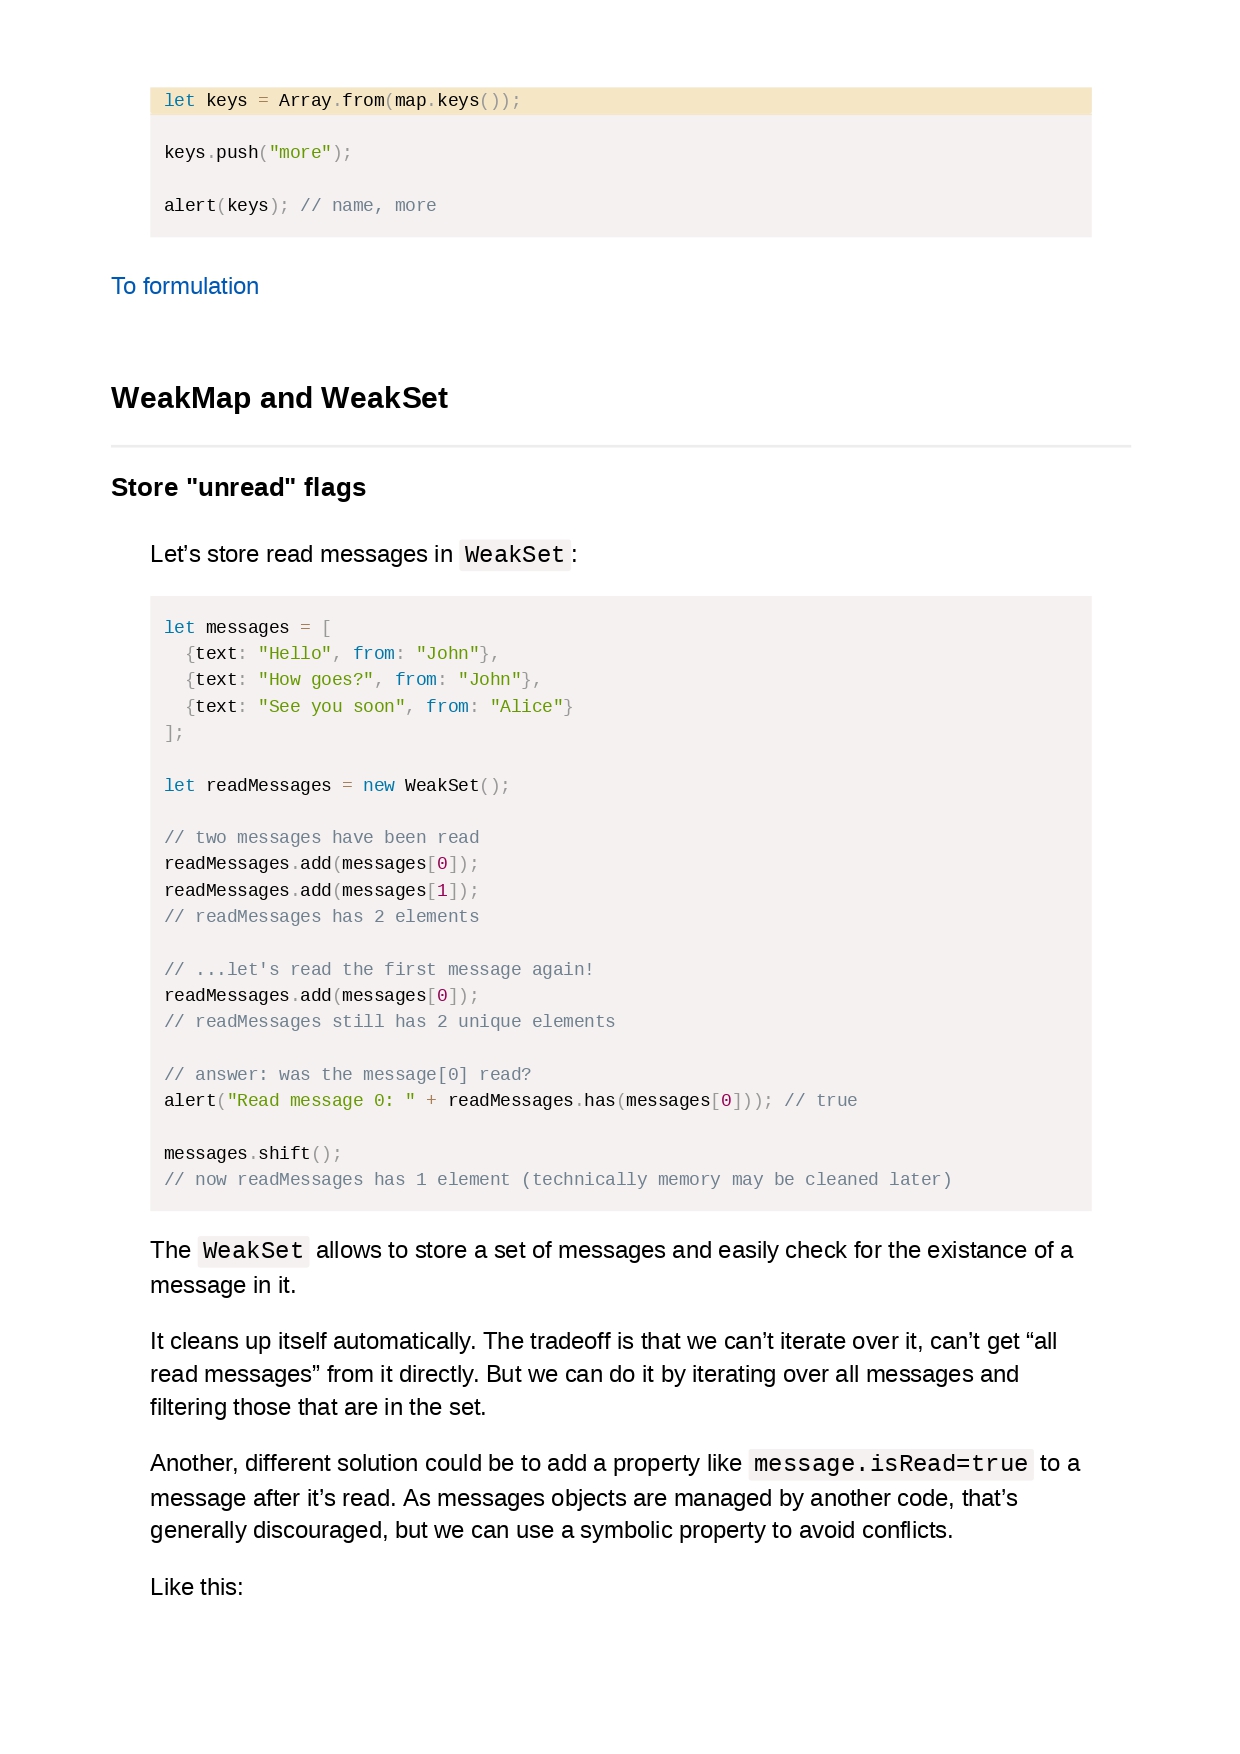 let keys = Array.from(map.keys());
keys.push("more");
alert(keys); // name, more
To formulation
WeakMap and WeakSet
Store "unread" flags
Let’s store read messages in WeakSet:
let messages = [
  {text: "Hello", from: "John"},
  {text: "How goes?", from: "John"},
  {text: "See you soon", from: "Alice"}
];
let readMessages = new WeakSet();
// two messages have been read
readMessages.add(messages[0]);
readMessages.add(messages[1]);
// readMessages has 2 elements
// ...let's read the first message again!
readMessages.add(messages[0]);
// readMessages still has 2 unique elements
// answer: was the message[0] read?
alert("Read message 0: " + readMessages.has(messages[0])); // true
messages.shift();
// now readMessages has 1 element (technically memory may be cleaned later)
The WeakSet allows to store a set of messages and easily check for the existance of a
message in it.
It cleans up itself automatically. The tradeoff is that we can’t iterate over it, can’t get “all
read messages” from it directly. But we can do it by iterating over all messages and
filtering those that are in the set.
Another, different solution could be to add a property like message.isRead=true to a
message after it’s read. As messages objects are managed by another code, that’s
generally discouraged, but we can use a symbolic property to avoid conflicts.
Like this: